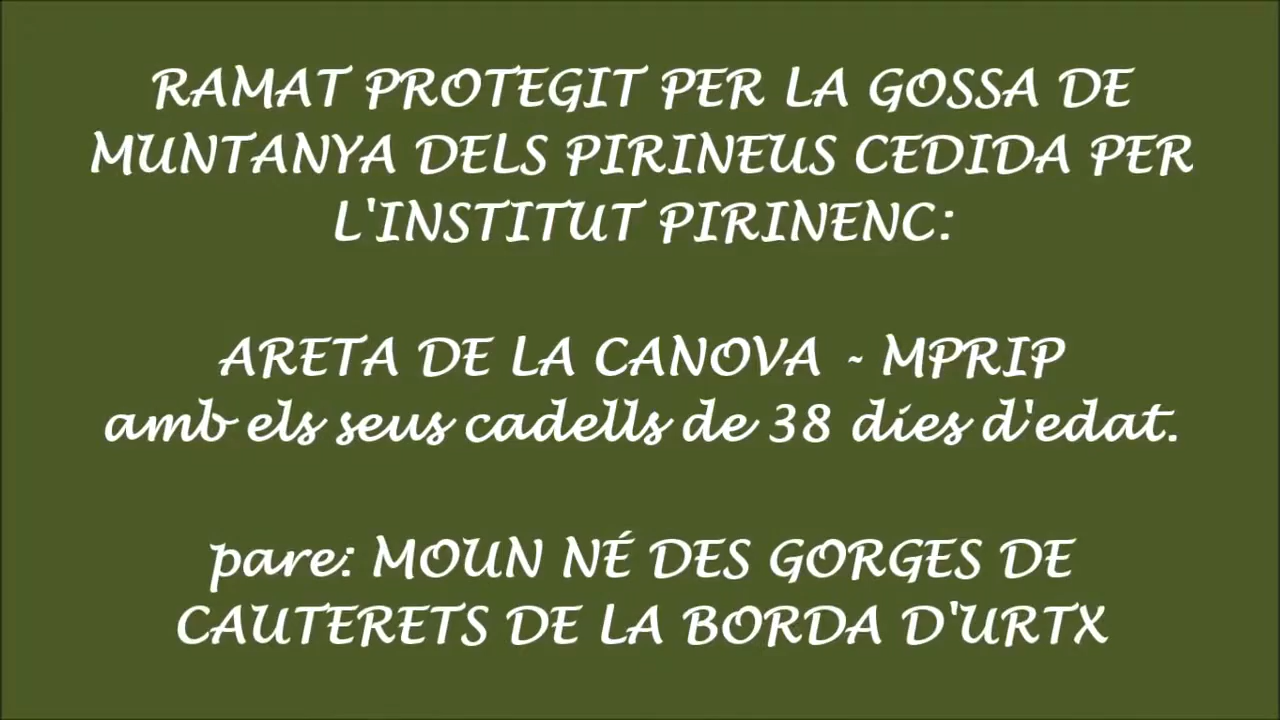 RAMAT PROTEGIT PER LA GOSSA DE
MUNTANYA DELS PIRINEUS CEDIDA PER
L'INSTITUT PIRINENC:
ARETA DE LA CANOVA - MPRIP
amb els seus cadells de 38 dies d'edat.
pare: MOUN NÉ DES GORGES DE
CAUTERETS DE LA BORDA D'URTX